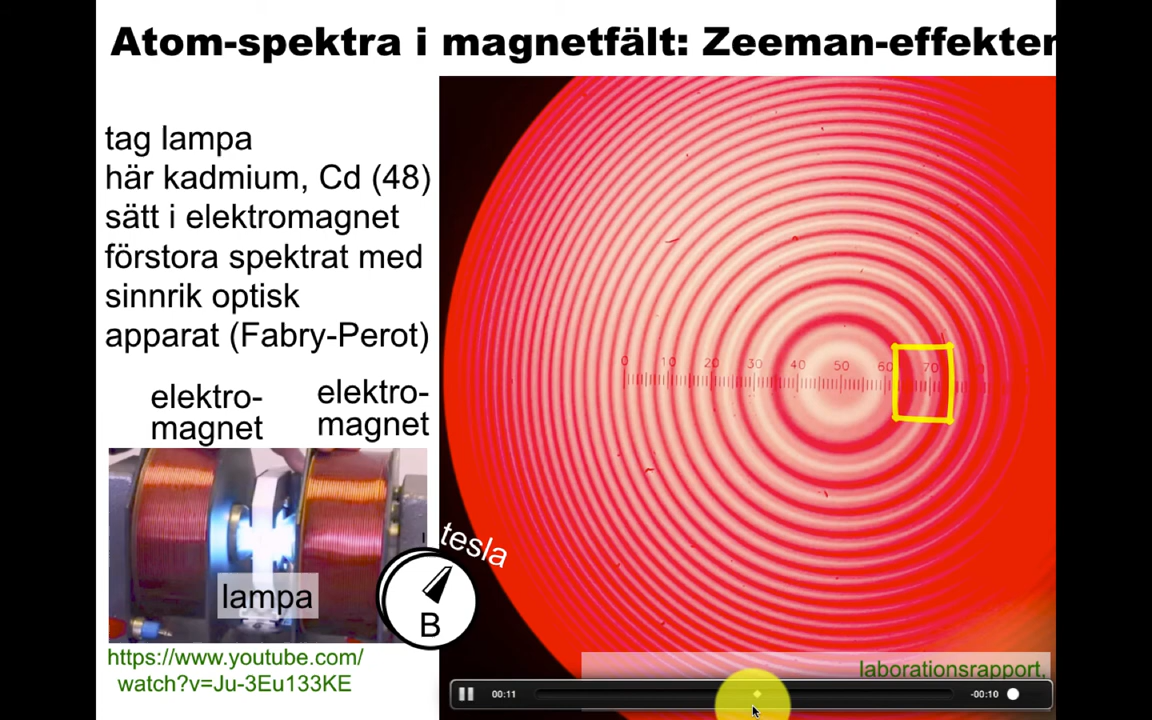 Atom-spektra i magnetfält: Zeeman-effekten
tag lampa
här kadmium, Cd (48)
sätt i elektromagnet
förstora spektrat med
sinnrik optisk
apparat (Fabry-Perot)
elektro-
magnet
elektro-
magnet
lampa
tesla
B
https://www.youtube.com/
watch?v=Ju-3Eu133KE
0 10 20 30 40 50 60 70
laborationsrapport,
00:11
-00:10